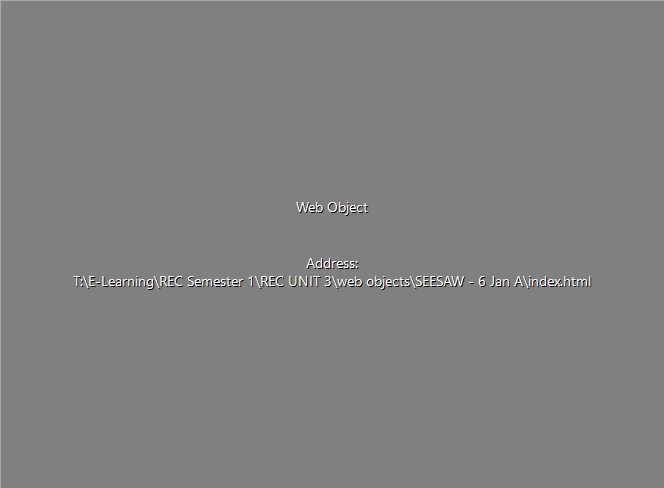 Web Object
Address:
T:\E-Learning\REC Semester 1\REC UNIT 3\web objects\SEESAW - 6 Jan A\index.html